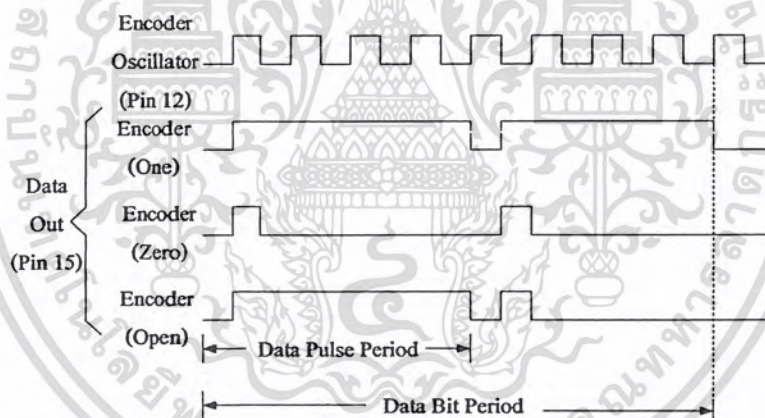 Encoder
Oscillator
(Pin 12)
Encoder
(One)
Data
Out
(Pin 15)
Encoder
(Zero)
Encoder
(Open)
Data Pulse Period
Data Bit Period